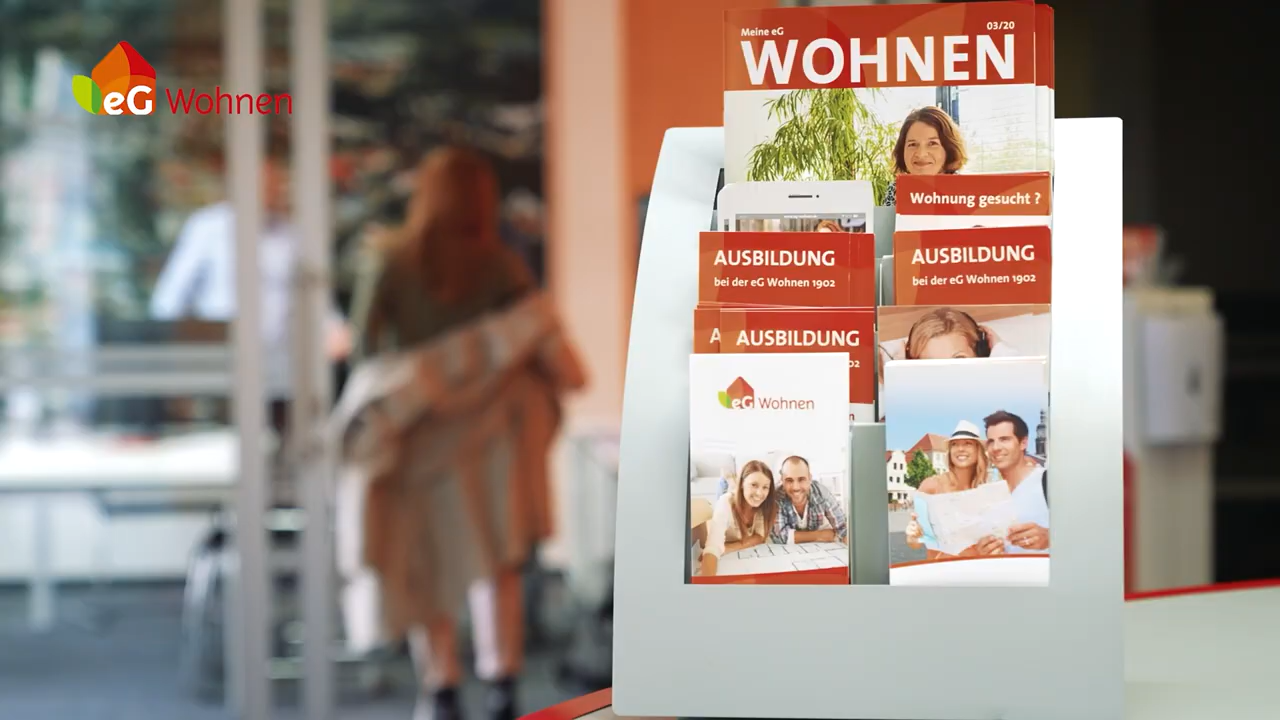 eG Wohnen
Meine eG
03/20
WOHNEN
Wohnung gesucht ?
AUSBILDUNG
bei der eG Wohnen 1902
AUSBILDUNG
bei der eG Wohnen 1902
A
AUSBILDUNG
02
eG Wohnen